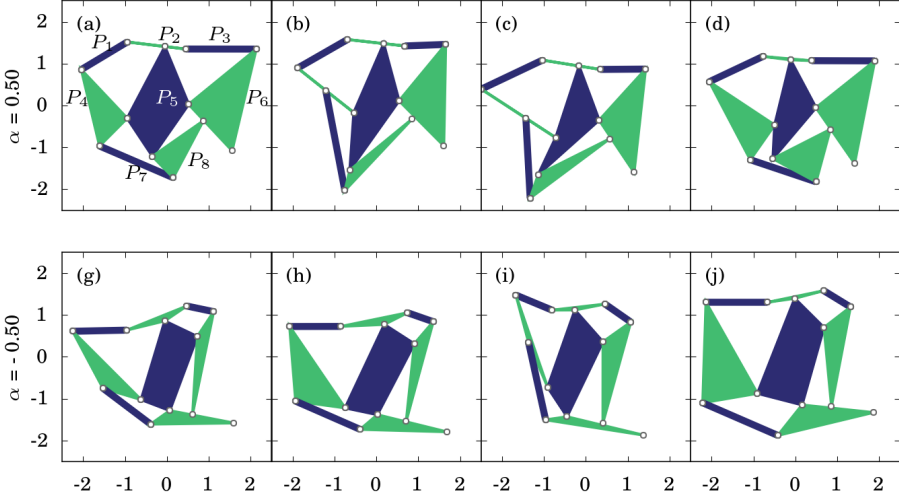 (a) (b) (c) (d)
P1 P2 P3
P4 P5 P6
P7 P8
α = 0.50
2
1
0
-1
-2
(g) (h) (i) (j)
α = - 0.50
2
1
0
-1
-2
-2 -1 0 1 2 -2 -1 0 1 2 -2 -1 0 1 2 -2 -1 0 1 2